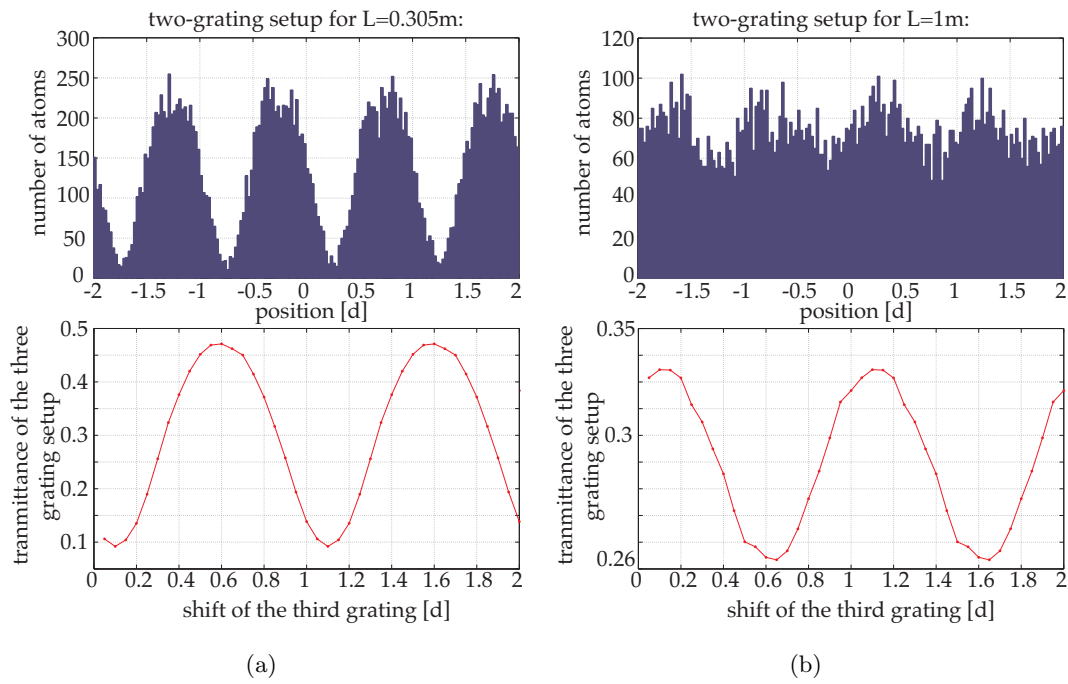 two-grating setup for L=0.305m:
300
250
200
150
100
50
0
number of atoms
-2 -1.5 -1 -0.5 0 0.5 1 1.5 2
position [d]
0.5
0.4
0.3
0.2
0.1
tranmittance of the three
grating setup
0 0.2 0.4 0.6 0.8 1 1.2 1.4 1.6 1.8 2
shift of the third grating [d]
(a)
two-grating setup for L=1m:
120
100
80
60
40
20
0
number of atoms
-2 -1.5 -1 -0.5 0 0.5 1 1.5 2
position [d]
0.35
0.3
0.26
tranmittance of the three
grating setup
0 0.2 0.4 0.6 0.8 1 1.2 1.4 1.6 1.8 2
shift of the third grating [d]
(b)